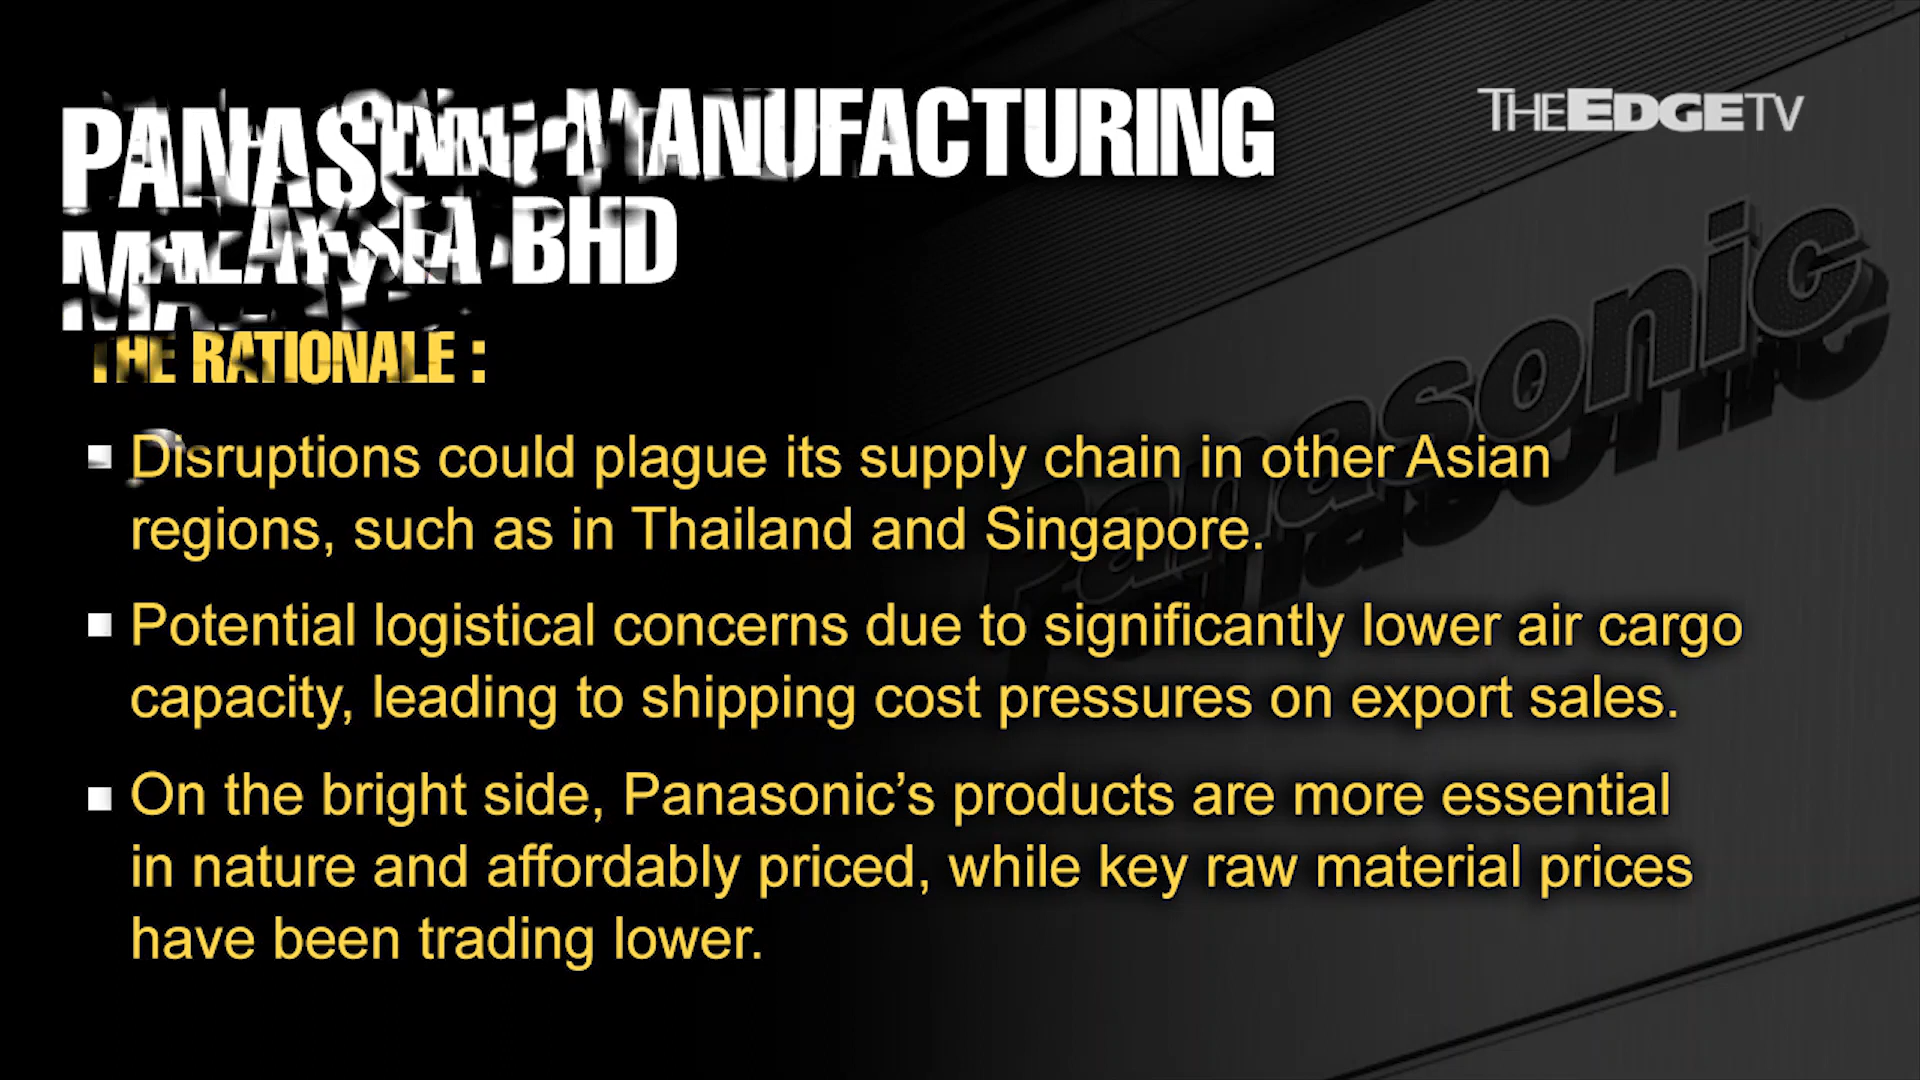 PANASONIC MANUFACTURING
THEEDGETV
MALAYSIA BHD
THE RATIONALE :
Disruptions could plague its supply chain in other Asian
regions, such as in Thailand and Singapore.
Potential logistical concerns due to significantly lower air cargo
capacity, leading to shipping cost pressures on export sales.
On the bright side, Panasonic’s products are more essential
in nature and affordably priced, while key raw material prices
have been trading lower.
Panasonic